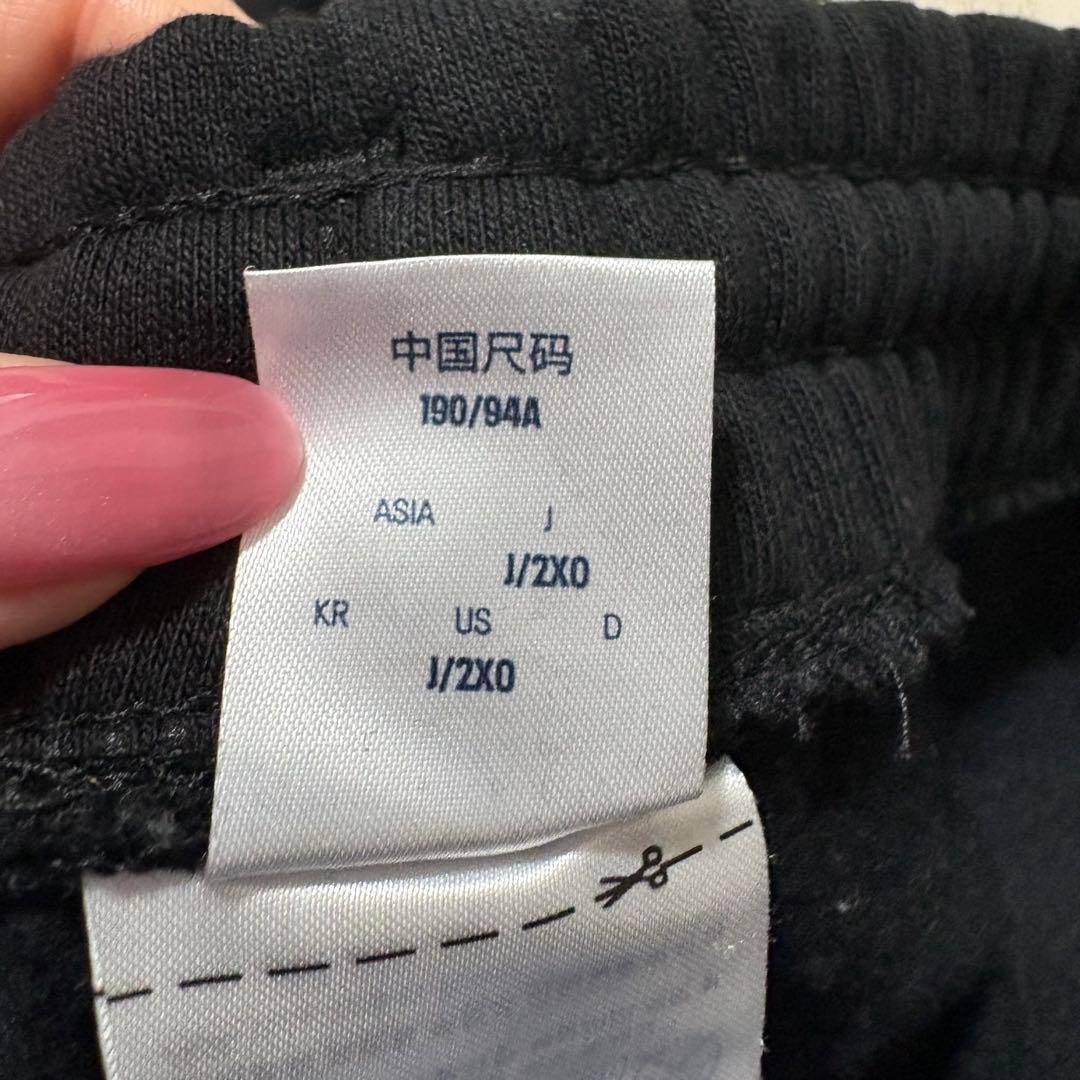 中国尺码
190/94A
ASIA J
J/2XO
KR US D
J/2XO